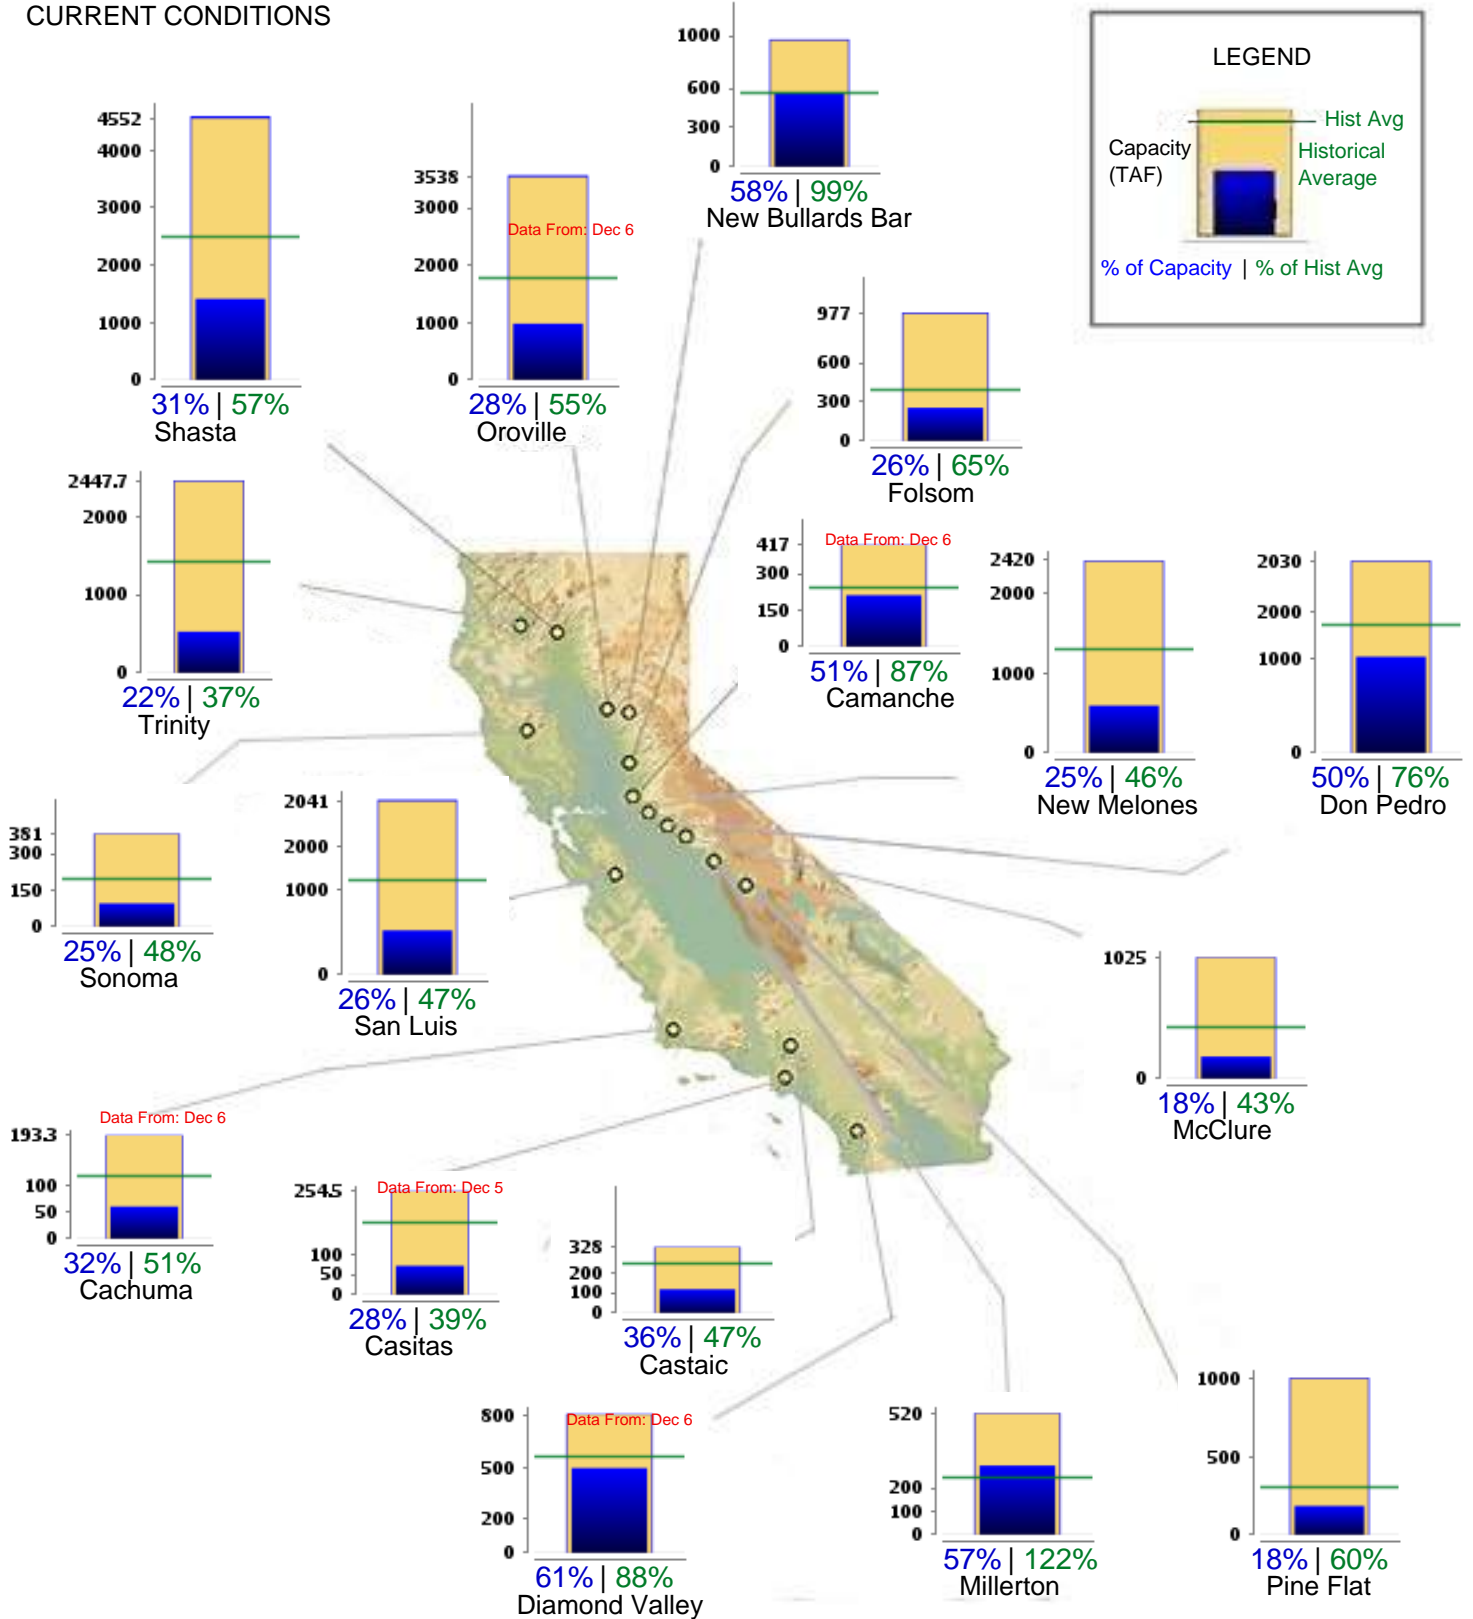 CURRENT CONDITIONS
LEGEND
Capacity
(TAF)
Hist Avg
Historical
Average
% of Capacity | % of Hist Avg
1000
600
300
0
58% | 99%
New Bullards Bar
4552
4000
3000
2000
1000
0
31% | 57%
Shasta
3538
3000
Data From: Dec 6
2000
1000
0
28% | 55%
Oroville
977
600
300
0
26% | 65%
Folsom
2447.7
2000
1000
0
22% | 37%
Trinity
Data From: Dec 6
417
300
150
0
51% | 87%
Camanche
2420
2000
1000
0
25% | 46%
New Melones
2030
2000
1000
0
50% | 76%
Don Pedro
381
300
150
0
25% | 48%
Sonoma
2041
2000
1000
0
26% | 47%
San Luis
1025
0
18% | 43%
McClure
Data From: Dec 6
193.3
100
50
0
32% | 51%
Cachuma
Data From: Dec 5
254.5
100
50
0
28% | 39%
Casitas
328
200
100
0
36% | 47%
Castaic
Data From: Dec 6
800
500
200
0
61% | 88%
Diamond Valley
520
200
100
0
57% | 122%
Millerton
1000
500
0
18% | 60%
Pine Flat